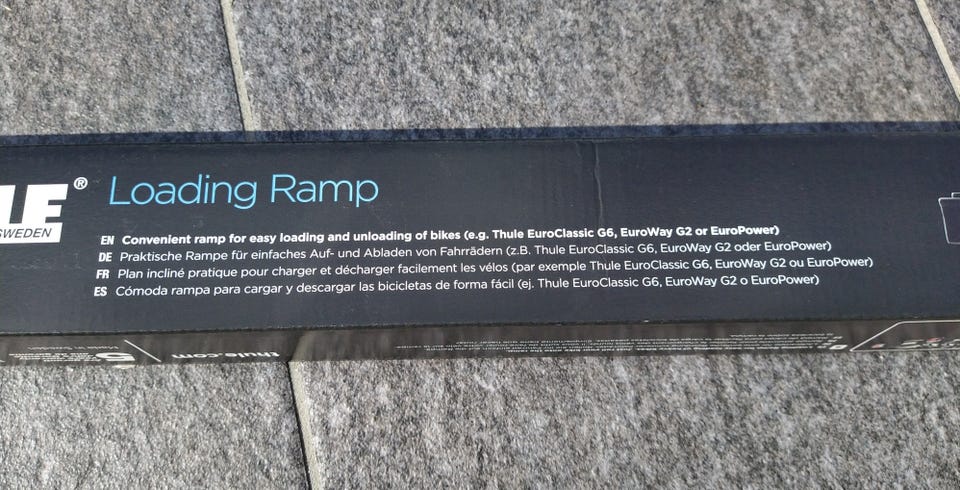 LE®
SWEDEN
Loading Ramp
EN Convenient ramp for easy loading and unloading of bikes (e.g. Thule EuroClassic G6, EuroWay G2 or EuroPower)
DE Praktische Rampe für einfaches Auf- und Abladen von Fahrrädern (z.B. Thule EuroClassic G6, EuroWay G2 oder EuroPower)
FR Plan incliné pratique pour charger et décharger facilement les vélos (par exemple Thule EuroClassic G6, EuroWay G2 ou EuroPower)
ES Cómoda rampa para cargar y descargar las bicicletas de forma fácil (ej. Thule EuroClassic G6, EuroWay G2 o EuroPower)
5
thule.com